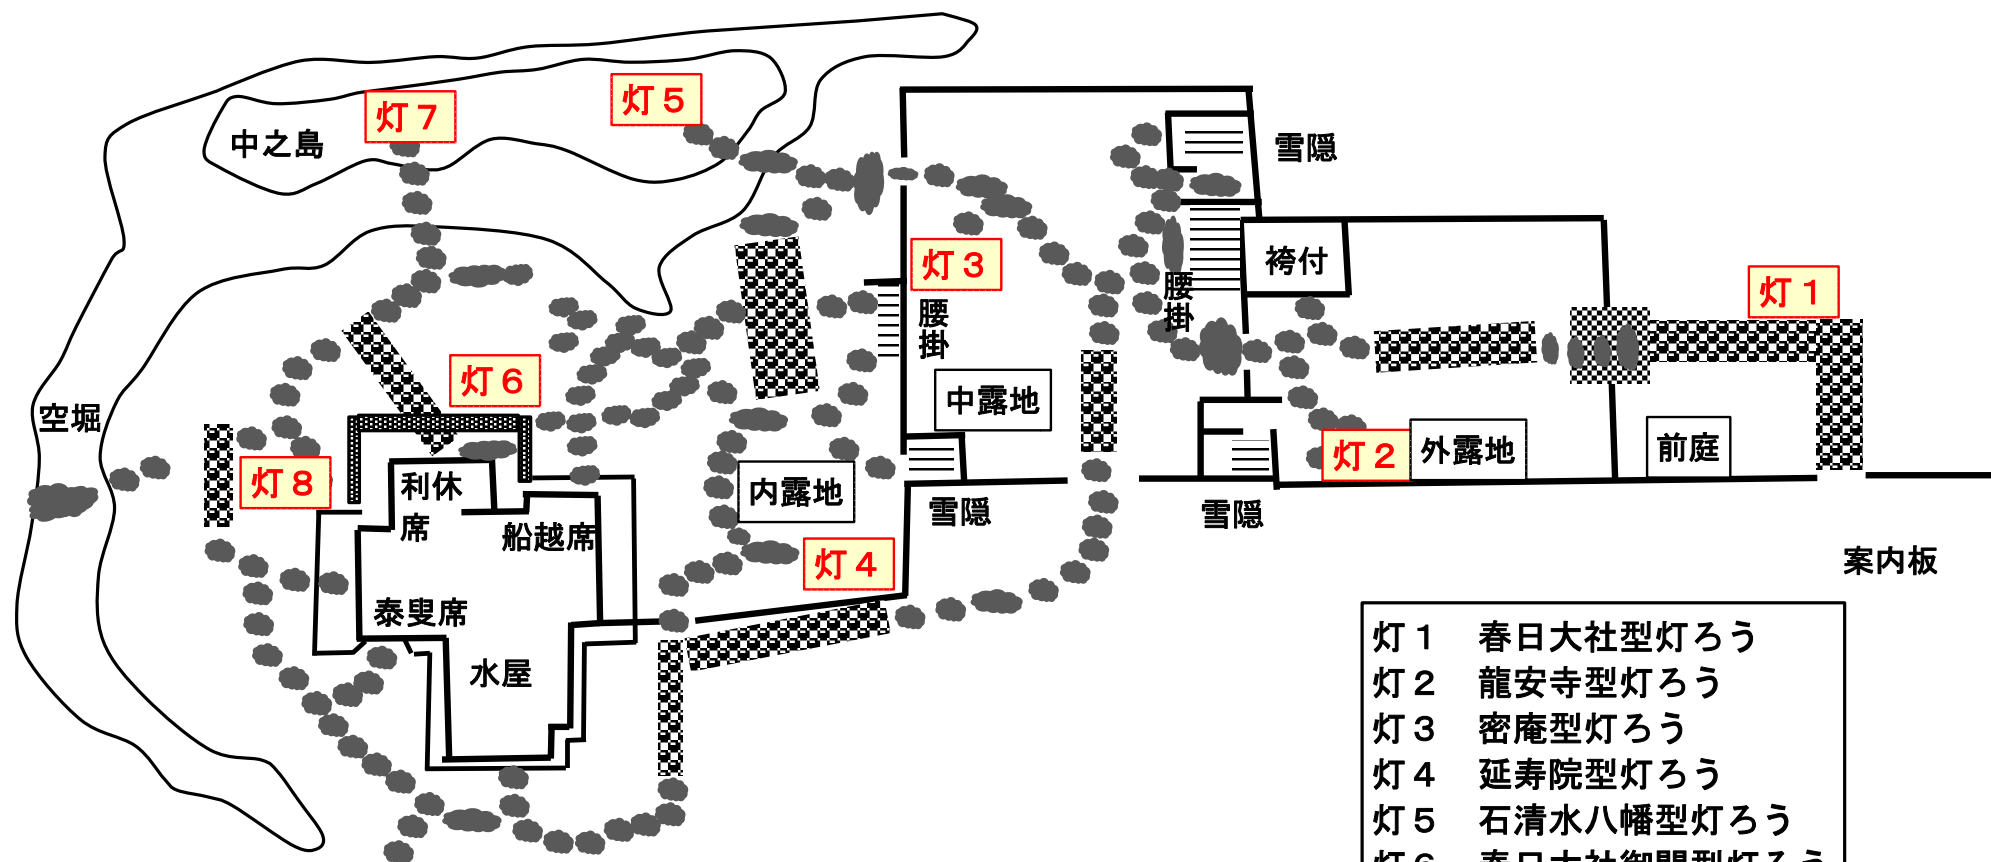 灯７
灯５
中之島
雪隠
灯３
袴付
灯１
腰掛
腰掛
灯６
中露地
空堀
灯２
外露地
前庭
灯８
利休席
内露地
船越席
雪隠
雪隠
灯４
案内板
泰叟席
水屋
灯１　春日大社型灯ろう
灯２　龍安寺型灯ろう
灯３　密庵型灯ろう
灯４　延寿院型灯ろう
灯５　石清水八幡型灯ろう